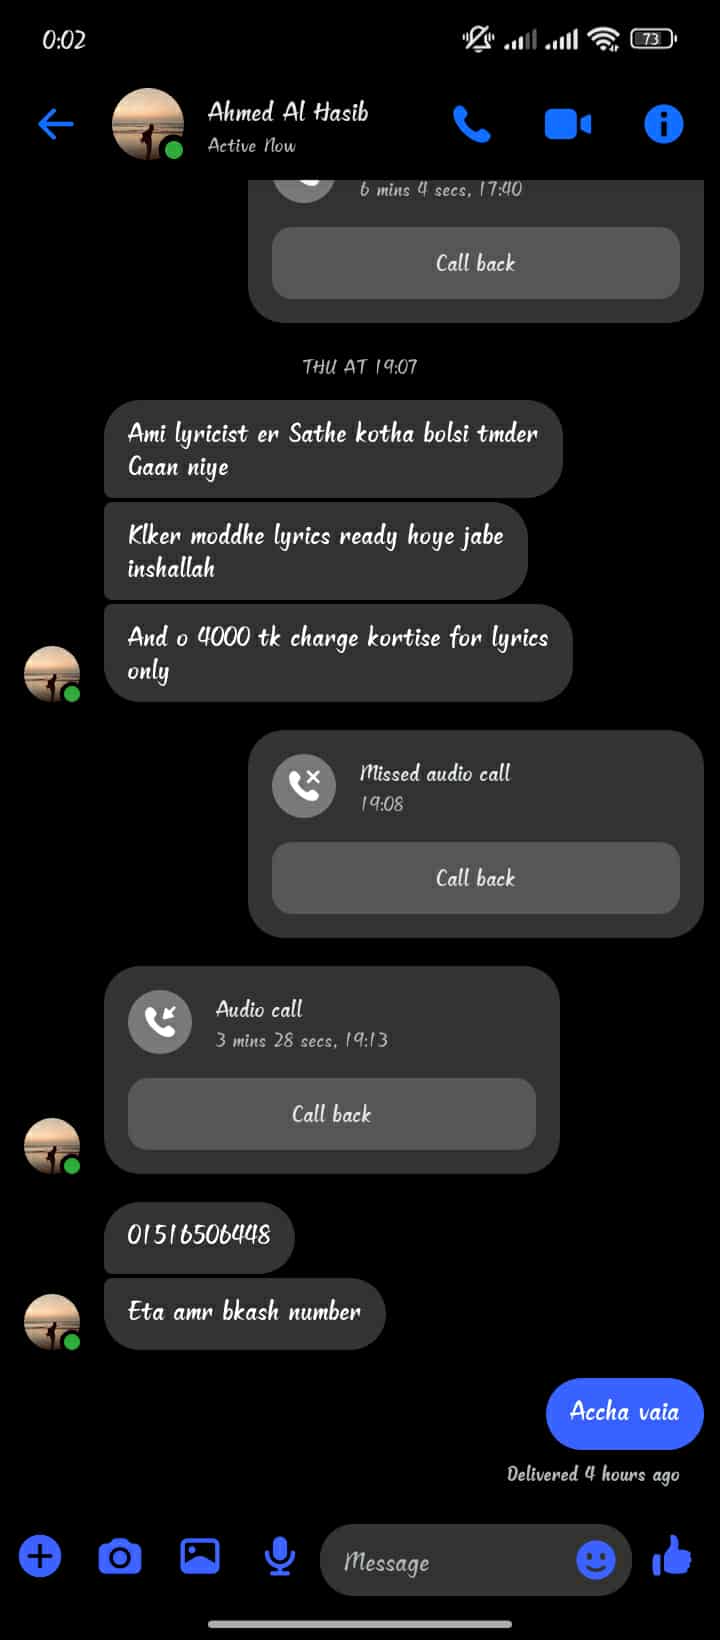 0:02
73
Ahmed Al Hasib
Active Now
6 mins 4 secs, 17:40
Call back
THU AT 19:07
Ami lyricist er Sathe kotha bolsi tmder
Gaan niye
Klker moddhe lyrics ready hoye jabe
inshallah
And o 4000 tk charge kortise for lyrics
only
Missed audio call
19:08
Call back
Audio call
3 mins 28 secs, 19:13
Call back
01516506448
Eta amr bkash number
Accha vaia
Delivered 4 hours ago
Message